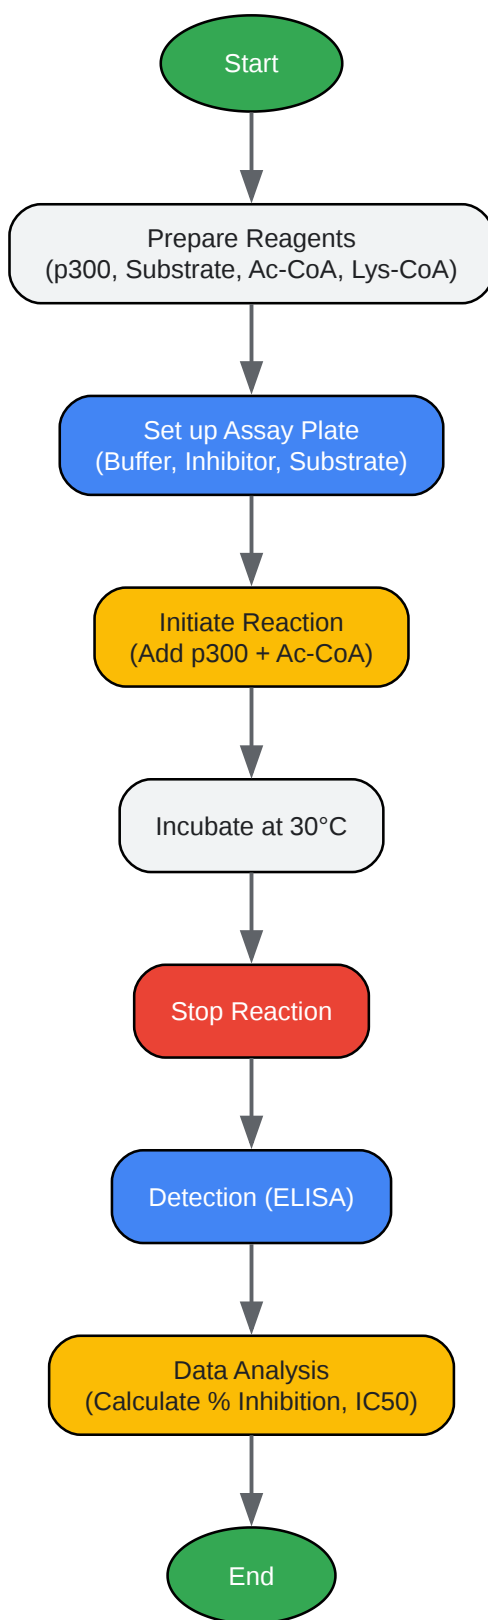 Start
Prepare Reagents
(p300, Substrate, Ac-CoA, Lys-CoA)
Set up Assay Plate
(Buffer, Inhibitor, Substrate)
Initiate Reaction
(Add p300 + Ac-CoA)
Incubate at 30°C
Stop Reaction
Detection (ELISA)
Data Analysis
(Calculate % Inhibition, IC50)
End